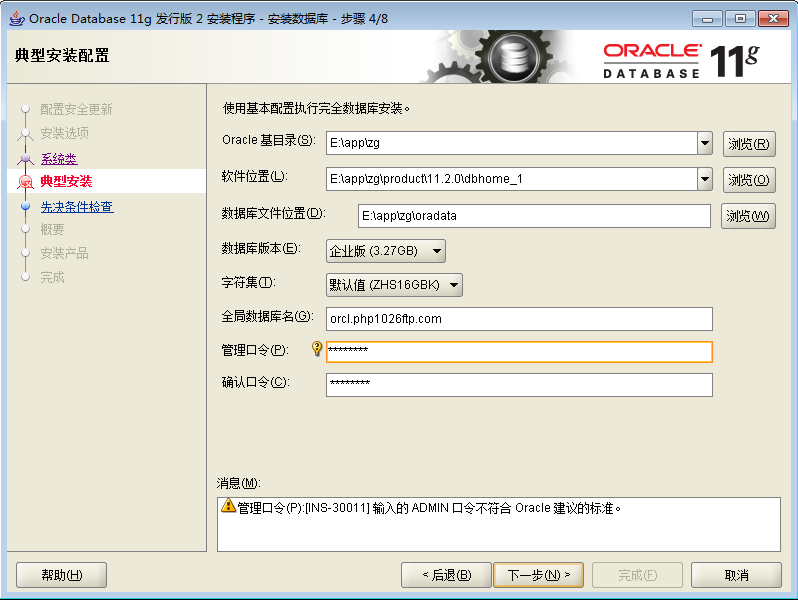 Oracle Database 11g 发行版 2 安装程序 - 安装数据库 - 步骤 4/8
典型安装配置
ORACLE
DATABASE
11g
配置安全更新
安装选项
系统类
典型安装
先决条件检查
概要
安装产品
完成
使用基本配置执行完全数据库安装。
Oracle 基目录(S): E:\app\zg 浏览(R)
软件位置(L): E:\app\zg\product\11.2.0\dbhome_1 浏览(O)
数据库文件位置(D): E:\app\zg\oradata 浏览(W)
数据库版本(E): 企业版 (3.27GB)
字符集(T): 默认值 (ZHS16GBK)
全局数据库名(G): orcl.php1026ftp.com
管理口令(P): ********
确认口令(C): ********
消息(M):
管理口令(P):[INS-30011] 输入的 ADMIN 口令不符合 Oracle 建议的标准。
帮助(H) < 后退(B) 下一步(N) > 完成(F) 取消